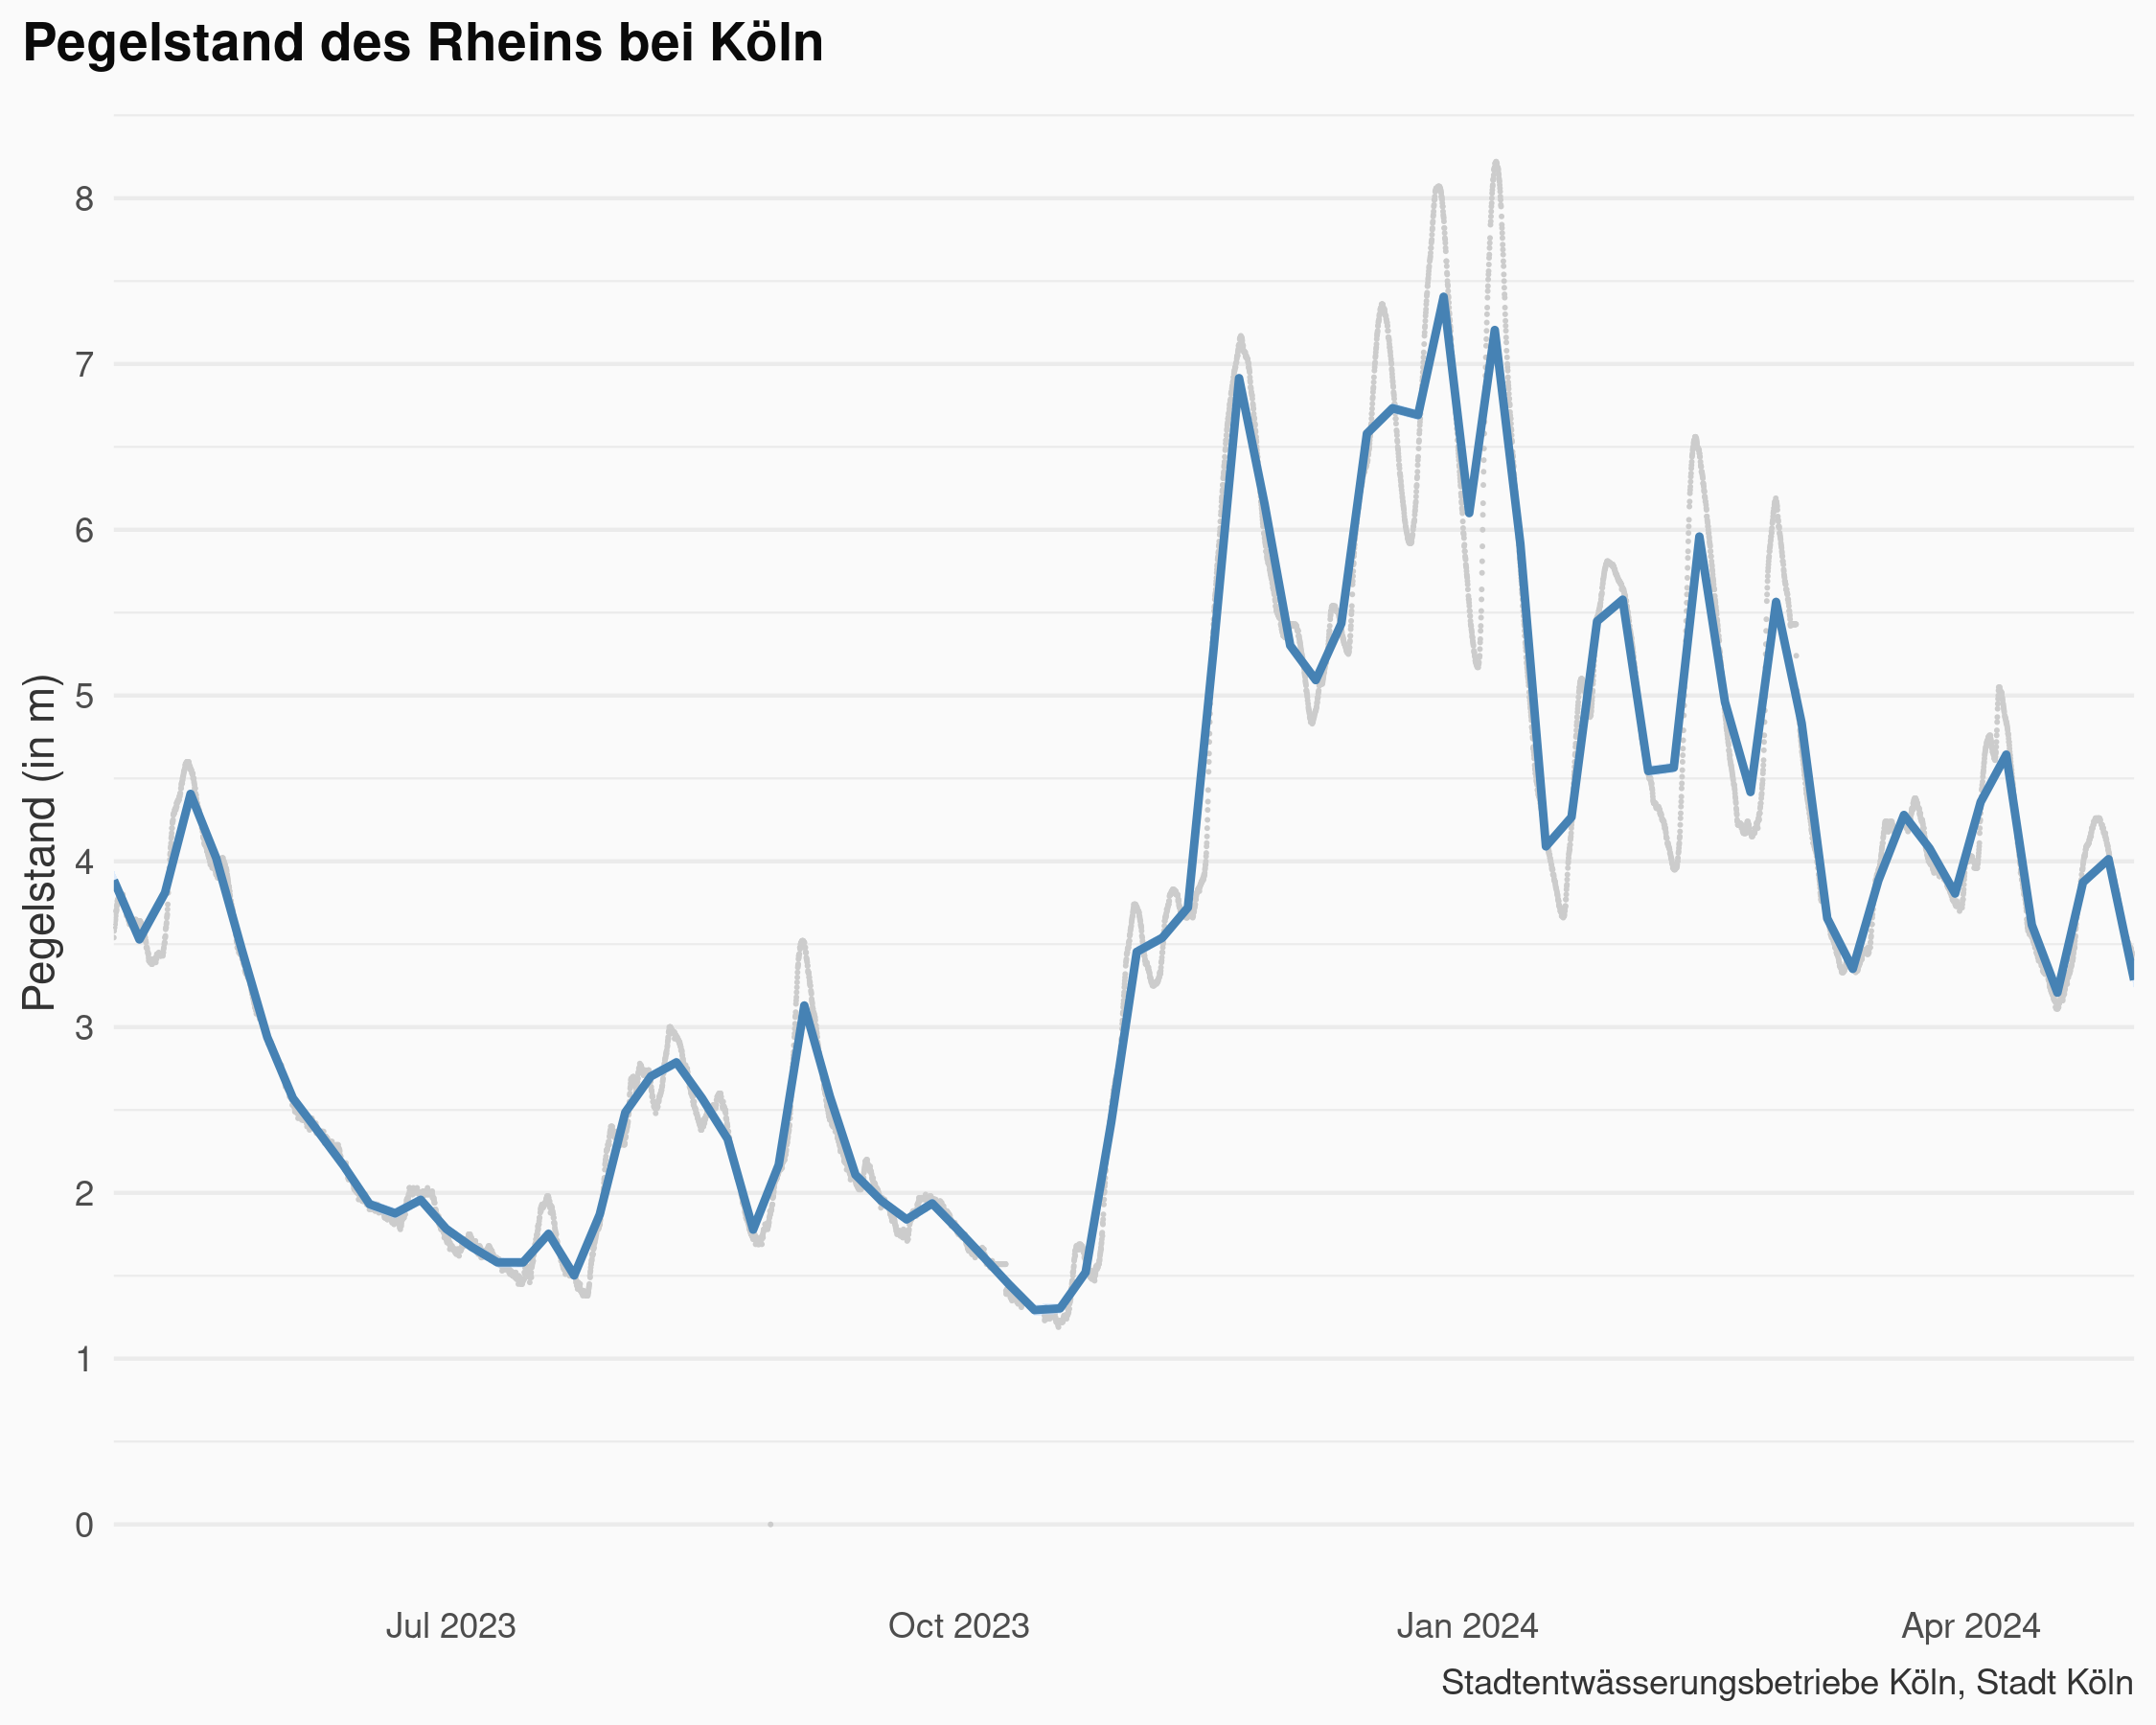 Pegelstand des Rheins bei Köln
Pegelstand (in m)
8
7
6
5
4
3
2
1
0
Jul 2023
Oct 2023
Jan 2024
Apr 2024
Stadtentwässerungsbetriebe Köln, Stadt Köln